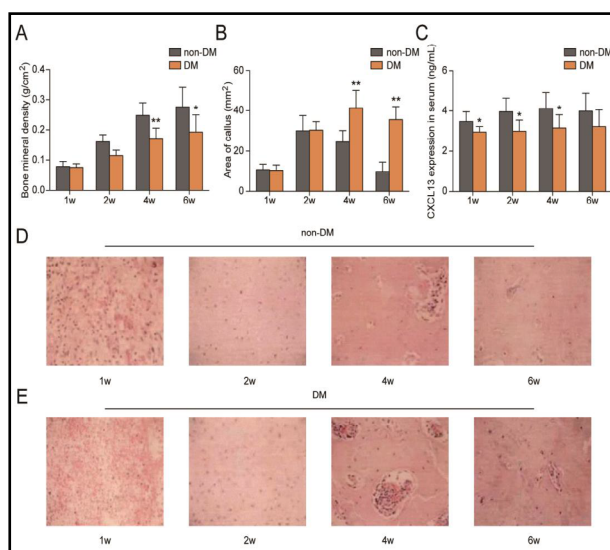 A
non-DM
DM
Bone mineral density (g/cm²)
0.4
0.3
0.2
0.1
0.0
**
*
1w 2w 4w 6w
B
non-DM
DM
Area of callus (mm²)
60
40
20
0
**
**
1w 2w 4w 6w
C
non-DM
DM
CXCL13 expression in serum (ng/mL)
6
4
2
0
* * *
1w 2w 4w 6w
D
non-DM
1w 2w 4w 6w
E
DM
1w 2w 4w 6w